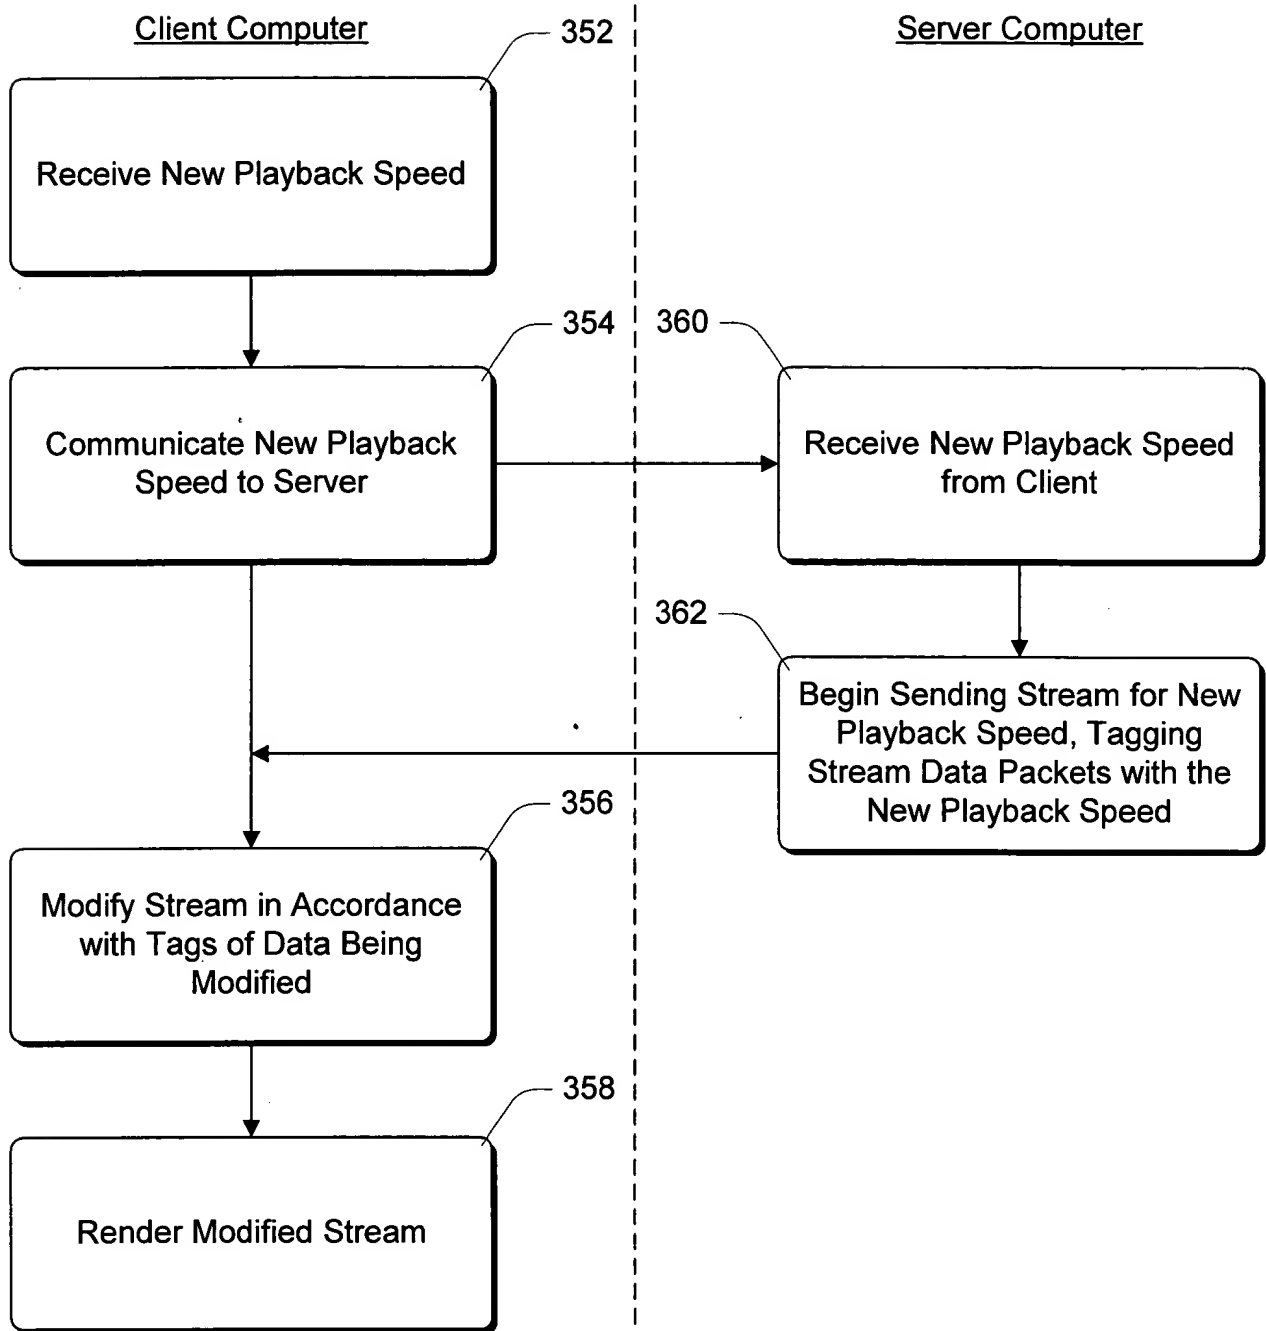 Client Computer
Server Computer
352
Receive New Playback Speed
354
360
Communicate New Playback
Speed to Server
Receive New Playback Speed
from Client
362
Begin Sending Stream for New
Playback Speed, Tagging
Stream Data Packets with the
New Playback Speed
356
Modify Stream in Accordance
with Tags of Data Being
Modified
358
Render Modified Stream